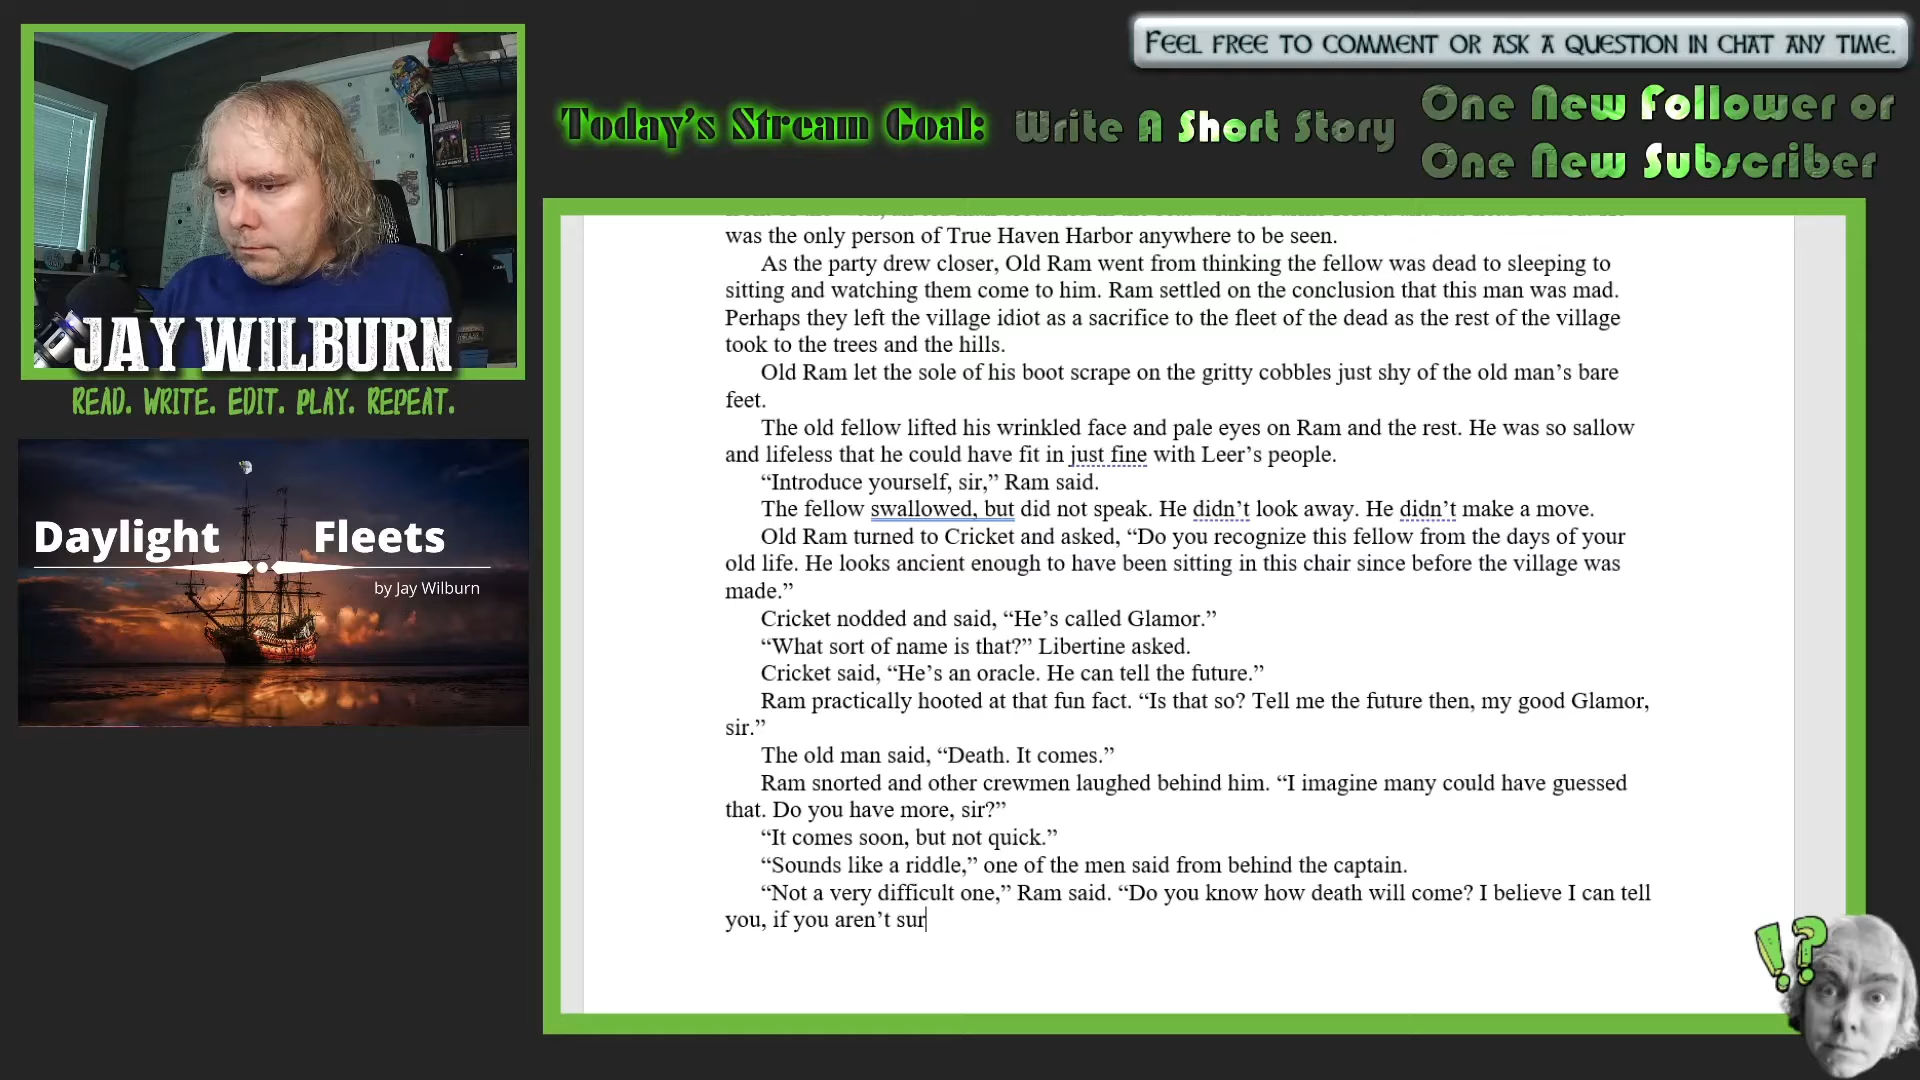 FEEL FREE TO COMMENT OR ASK A QUESTION IN CHAT ANY TIME.
Today's Stream Goal:
Write A Short Story
One New Follower or
One New Subscriber
JAY WILBURN
READ. WRITE. EDIT. PLAY. REPEAT.
Daylight Fleets
by Jay Wilburn
was the only person of True Haven Harbor anywhere to be seen.
As the party drew closer, Old Ram went from thinking the fellow was dead to sleeping to
sitting and watching them come to him. Ram settled on the conclusion that this man was mad.
Perhaps they left the village idiot as a sacrifice to the fleet of the dead as the rest of the village
took to the trees and the hills.
Old Ram let the sole of his boot scrape on the gritty cobbles just shy of the old man’s bare
feet.
The old fellow lifted his wrinkled face and pale eyes on Ram and the rest. He was so sallow
and lifeless that he could have fit in just fine with Leer’s people.
“Introduce yourself, sir,” Ram said.
The fellow swallowed, but did not speak. He didn’t look away. He didn’t make a move.
Old Ram turned to Cricket and asked, “Do you recognize this fellow from the days of your
old life. He looks ancient enough to have been sitting in this chair since before the village was
made.”
Cricket nodded and said, “He’s called Glamor.”
“What sort of name is that?” Libertine asked.
Cricket said, “He’s an oracle. He can tell the future.”
Ram practically hooted at that fun fact. “Is that so? Tell me the future then, my good Glamor,
sir.”
The old man said, “Death. It comes.”
Ram snorted and other crewmen laughed behind him. “I imagine many could have guessed
that. Do you have more, sir?”
“It comes soon, but not quick.”
“Sounds like a riddle,” one of the men said from behind the captain.
“Not a very difficult one,” Ram said. “Do you know how death will come? I believe I can tell
you, if you aren’t sur
!?